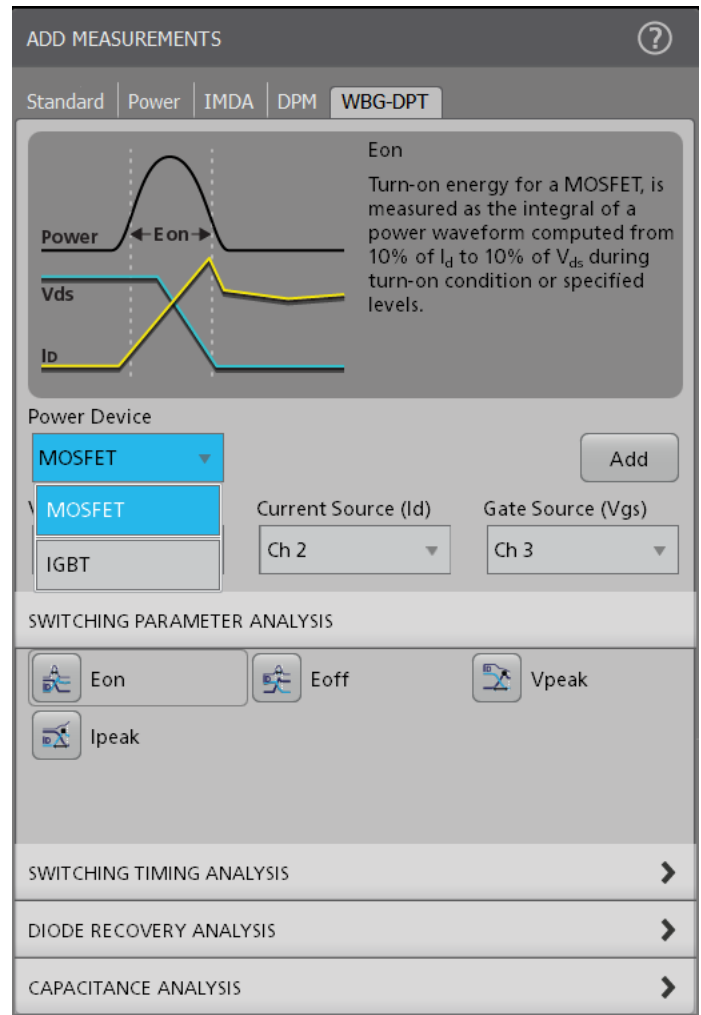 ADD MEASUREMENTS
?
Standard Power IMDA DPM WBG-DPT
Eon
Turn-on energy for a MOSFET, is
measured as the integral of a
power waveform computed from
10% of Id to 10% of Vds during
turn-on condition or specified
levels.
Power
Eon
Vds
ID
Power Device
MOSFET
Add
MOSFET
IGBT
Current Source (Id) Gate Source (Vgs)
Ch 2 Ch 3
SWITCHING PARAMETER ANALYSIS
Eon Eoff Vpeak
Ipeak
SWITCHING TIMING ANALYSIS
DIODE RECOVERY ANALYSIS
CAPACITANCE ANALYSIS